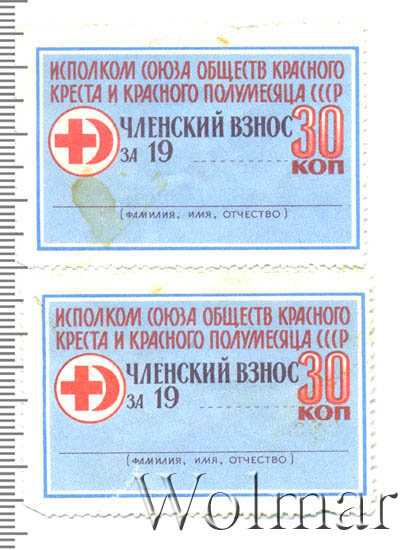 ИСПОЛКОМ СОЮЗА ОБЩЕСТВ КРАСНОГО
КРЕСТА И КРАСНОГО ПОЛУМЕСЯЦА СССР
ЧЛЕНСКИЙ ВЗНОС
ЗА 19
30
КОП
(ФАМИЛИЯ, ИМЯ, ОТЧЕСТВО)
ИСПОЛКОМ СОЮЗА ОБЩЕСТВ КРАСНОГО
КРЕСТА И КРАСНОГО ПОЛУМЕСЯЦА СССР
ЧЛЕНСКИЙ ВЗНОС
ЗА 19
30
КОП
(ФАМИЛИЯ, ИМЯ, ОТЧЕСТВО)
Wolmar